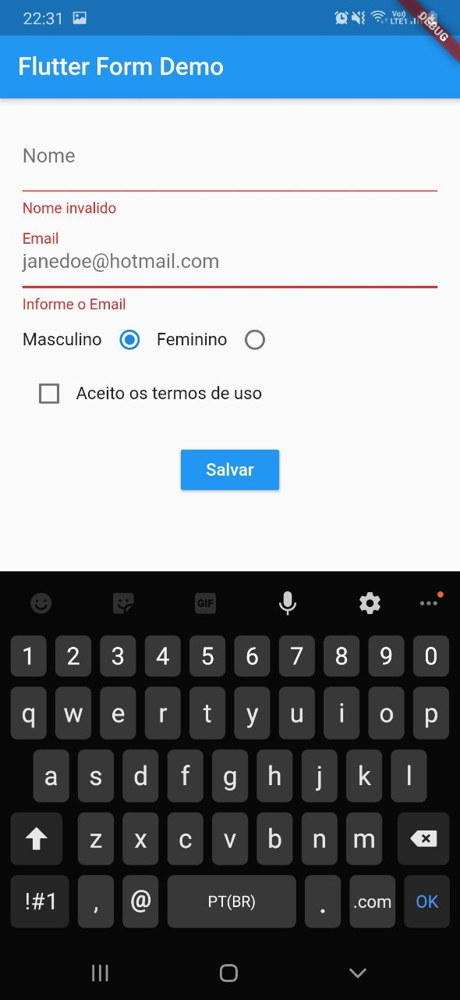 22:31
Vo))
LTE1
DEBUG
Flutter Form Demo
Nome
Nome invalido
Email
janedoe@hotmail.com
Informe o Email
Masculino Feminino
Aceito os termos de uso
Salvar
GIF
1 2 3 4 5 6 7 8 9 0
q w e r t y u i o p
a s d f g h j k l
z x c v b n m
!#1 , @ PT(BR) . .com OK